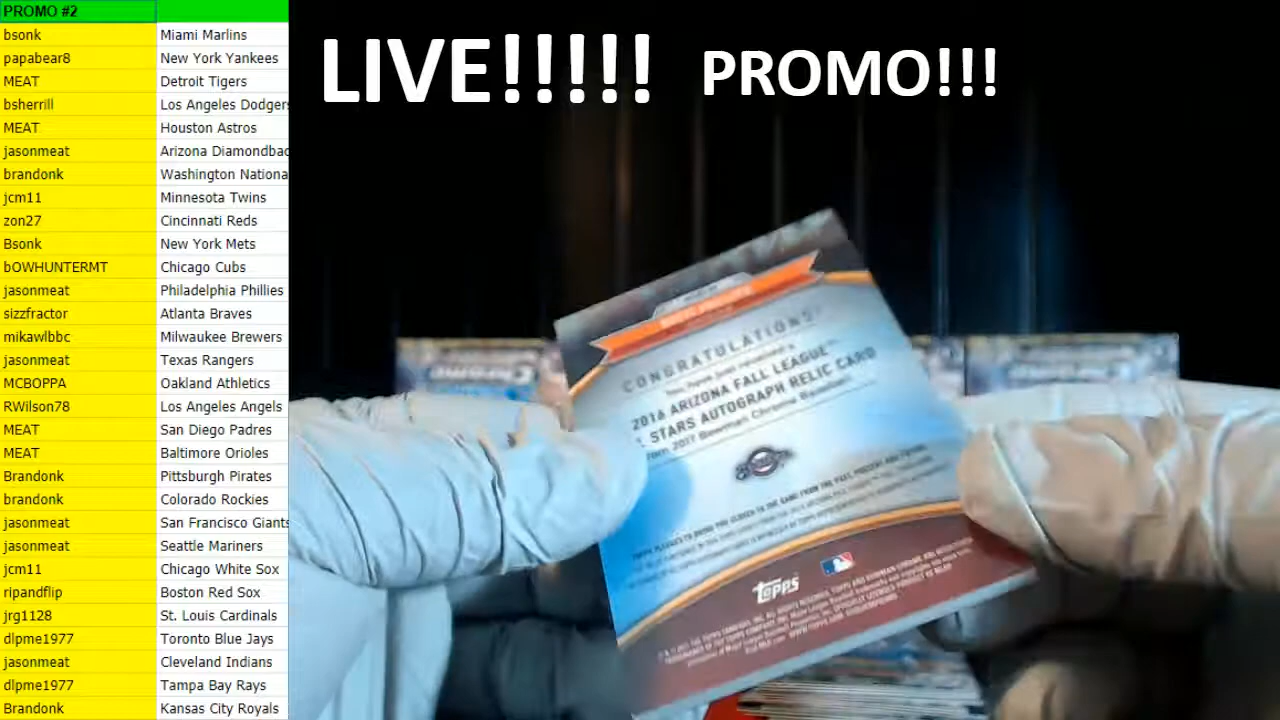 PROMO #2
bsonk Miami Marlins
papabear8 New York Yankees
MEAT Detroit Tigers
bsherrill Los Angeles Dodgers
MEAT Houston Astros
jasonmeat Arizona Diamondbac
brandonk Washington Nationa
jcm11 Minnesota Twins
zon27 Cincinnati Reds
Bsonk New York Mets
bOWHUNTERMT Chicago Cubs
jasonmeat Philadelphia Phillies
sizzfractor Atlanta Braves
mikawlbbc Milwaukee Brewers
jasonmeat Texas Rangers
MCBOPPA Oakland Athletics
RWilson78 Los Angeles Angels
MEAT San Diego Padres
MEAT Baltimore Orioles
Brandonk Pittsburgh Pirates
brandonk Colorado Rockies
jasonmeat San Francisco Giants
jasonmeat Seattle Mariners
jcm11 Chicago White Sox
ripandflip Boston Red Sox
jrg1128 St. Louis Cardinals
dlpme1977 Toronto Blue Jays
jasonmeat Cleveland Indians
dlpme1977 Tampa Bay Rays
Brandonk Kansas City Royals
LIVE!!!!! PROMO!!!
CONGRATULATIONS!
2016 ARIZONA FALL LEAGUE
STARS AUTOGRAPH RELIC CARD
from 2017 Bowman Chrome Baseball
topps
Chrome